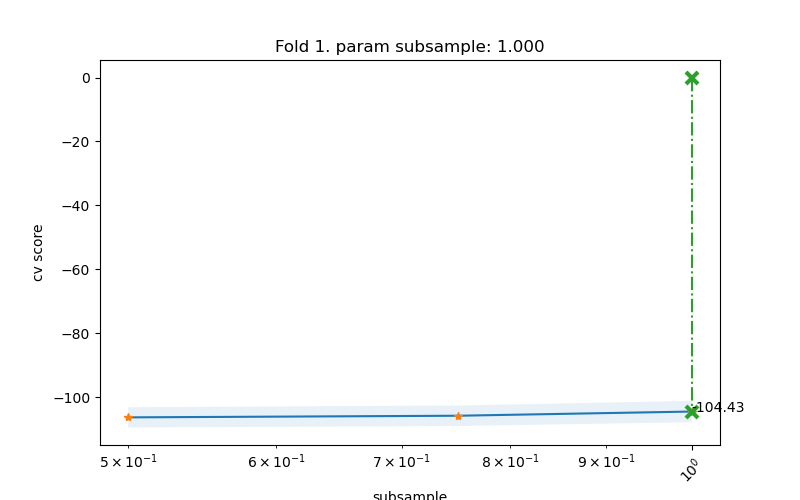 Fold 1. param subsample: 1.000
cv score
0
−20
−40
−60
−80
−100
-104.43
5 × 10⁻¹
6 × 10⁻¹
7 × 10⁻¹
8 × 10⁻¹
9 × 10⁻¹
10⁰
subsample